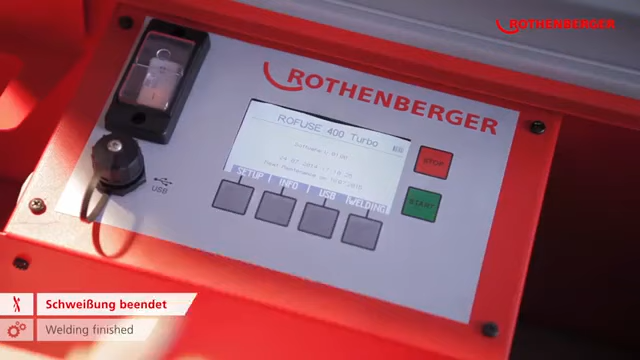 ROTHENBERGER
ROTHENBERGER
ROFUSE 400 Turbo
SETUP INFO USB WELDING
STOP
START
USB
Schweißung beendet
Welding finished